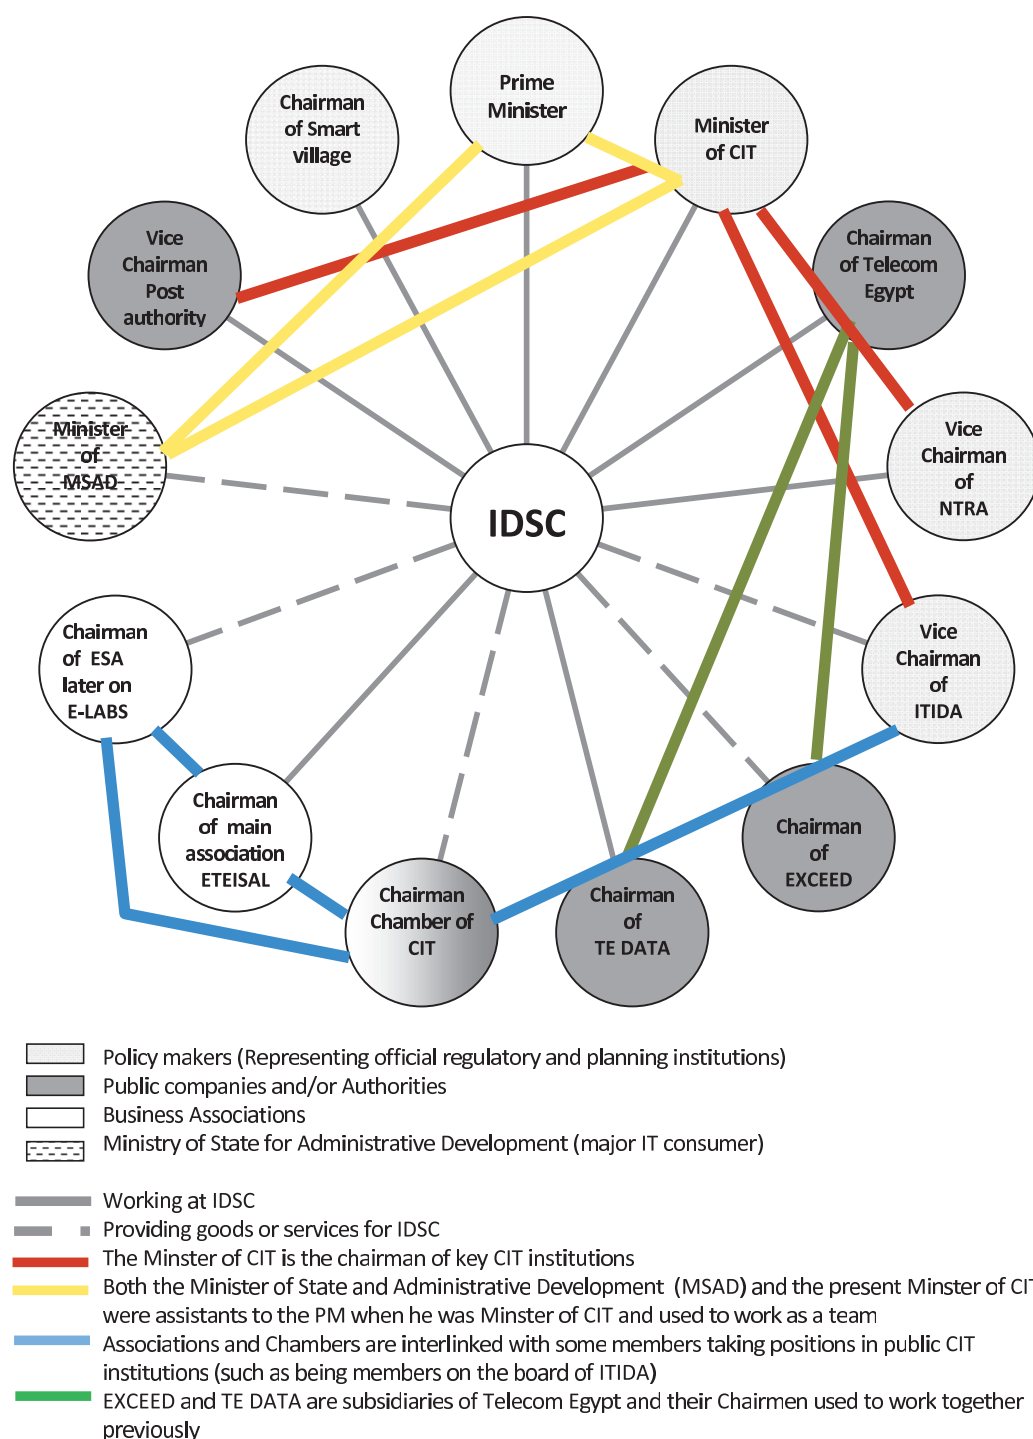 Prime
Minister
Chairman
of Smart
village
Minister
of CIT
Vice
Chairman
Post
authority
Chairman
of Telecom
Egypt
Minister
of
MSAD
Vice
Chairman
of
NTRA
IDSC
Chairman
of ESA
later on
E-LABS
Vice
Chairman
of
ITIDA
Chairman
of main
association
ETEISAL
Chairman
of
EXCEED
Chairman
Chamber of
CIT
Chairman
of
TE DATA
Policy makers (Representing official regulatory and planning institutions)
Public companies and/or Authorities
Business Associations
Ministry of State for Administrative Development (major IT consumer)
Working at IDSC
Providing goods or services for IDSC
The Minster of CIT is the chairman of key CIT institutions
Both the Minister of State and Administrative Development (MSAD) and the present Minster of CIT
were assistants to the PM when he was Minster of CIT and used to work as a team
Associations and Chambers are interlinked with some members taking positions in public CIT
institutions (such as being members on the board of ITIDA)
EXCEED and TE DATA are subsidiaries of Telecom Egypt and their Chairmen used to work together
previously